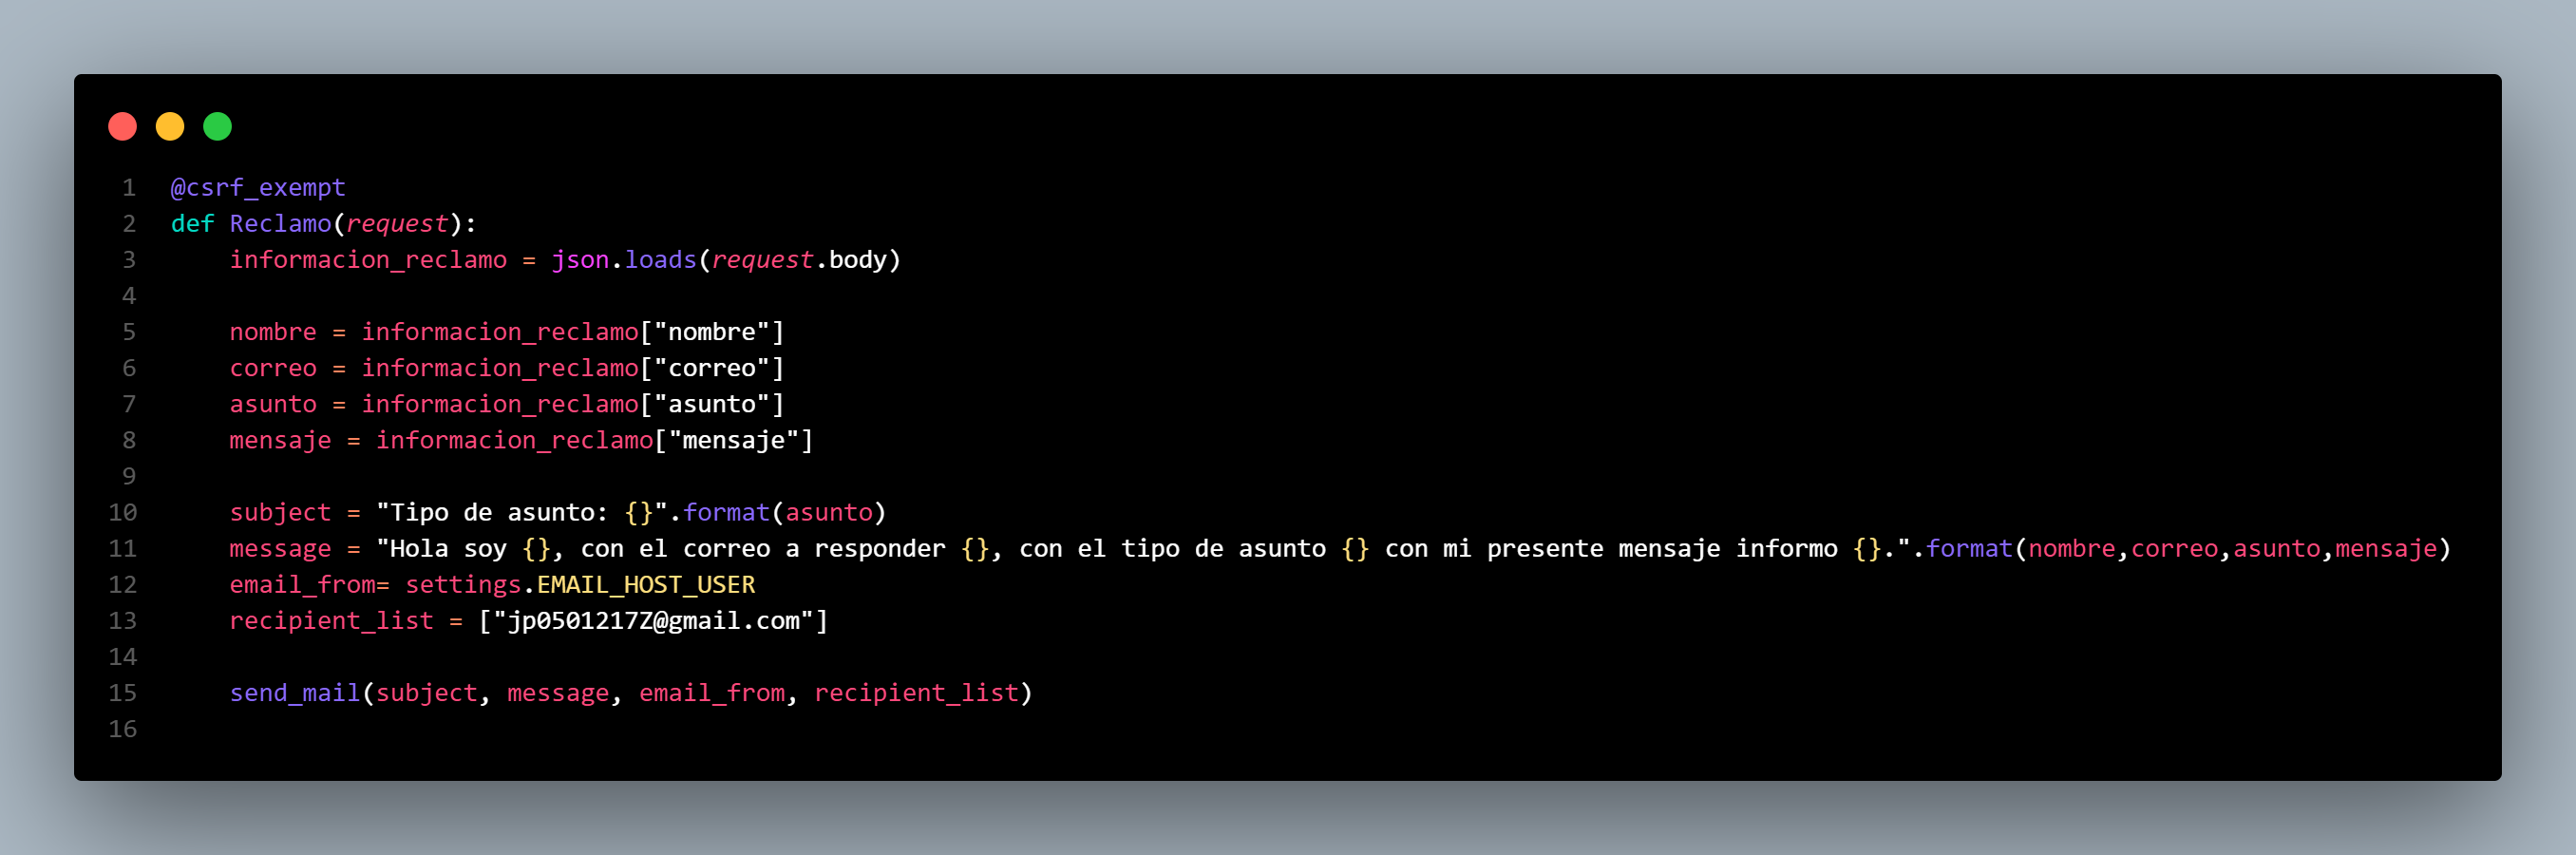 1 @csrf_exempt
2 def Reclamo(request):
3     informacion_reclamo = json.loads(request.body)
4
5     nombre = informacion_reclamo["nombre"]
6     correo = informacion_reclamo["correo"]
7     asunto = informacion_reclamo["asunto"]
8     mensaje = informacion_reclamo["mensaje"]
9
10     subject = "Tipo de asunto: {}".format(asunto)
11     message = "Hola soy {}, con el correo a responder {}, con el tipo de asunto {} con mi presente mensaje informo {}.".format(nombre,correo,asunto,mensaje)
12     email_from= settings.EMAIL_HOST_USER
13     recipient_list = ["jp0501217Z@gmail.com"]
14
15     send_mail(subject, message, email_from, recipient_list)
16